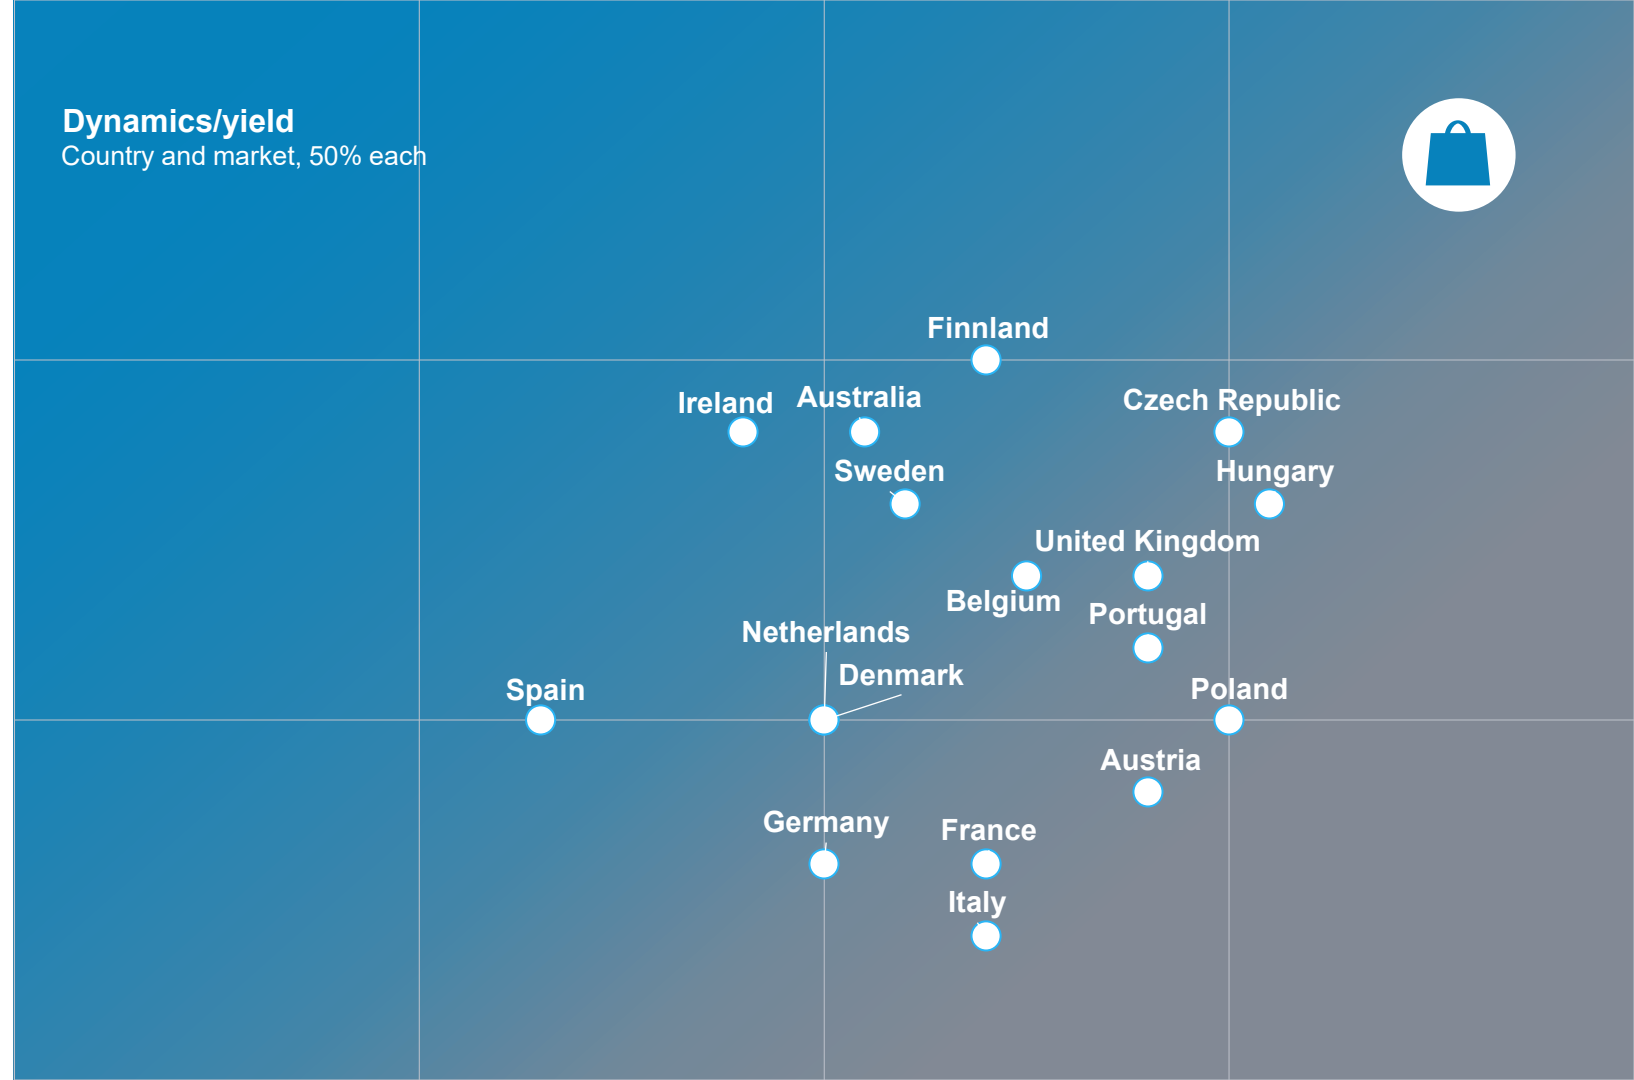 Dynamics/yield
Country and market, 50% each
Finnland
Ireland
Australia
Czech Republic
Sweden
Hungary
United Kingdom
Belgium
Portugal
Netherlands
Denmark
Spain
Poland
Austria
Germany
France
Italy